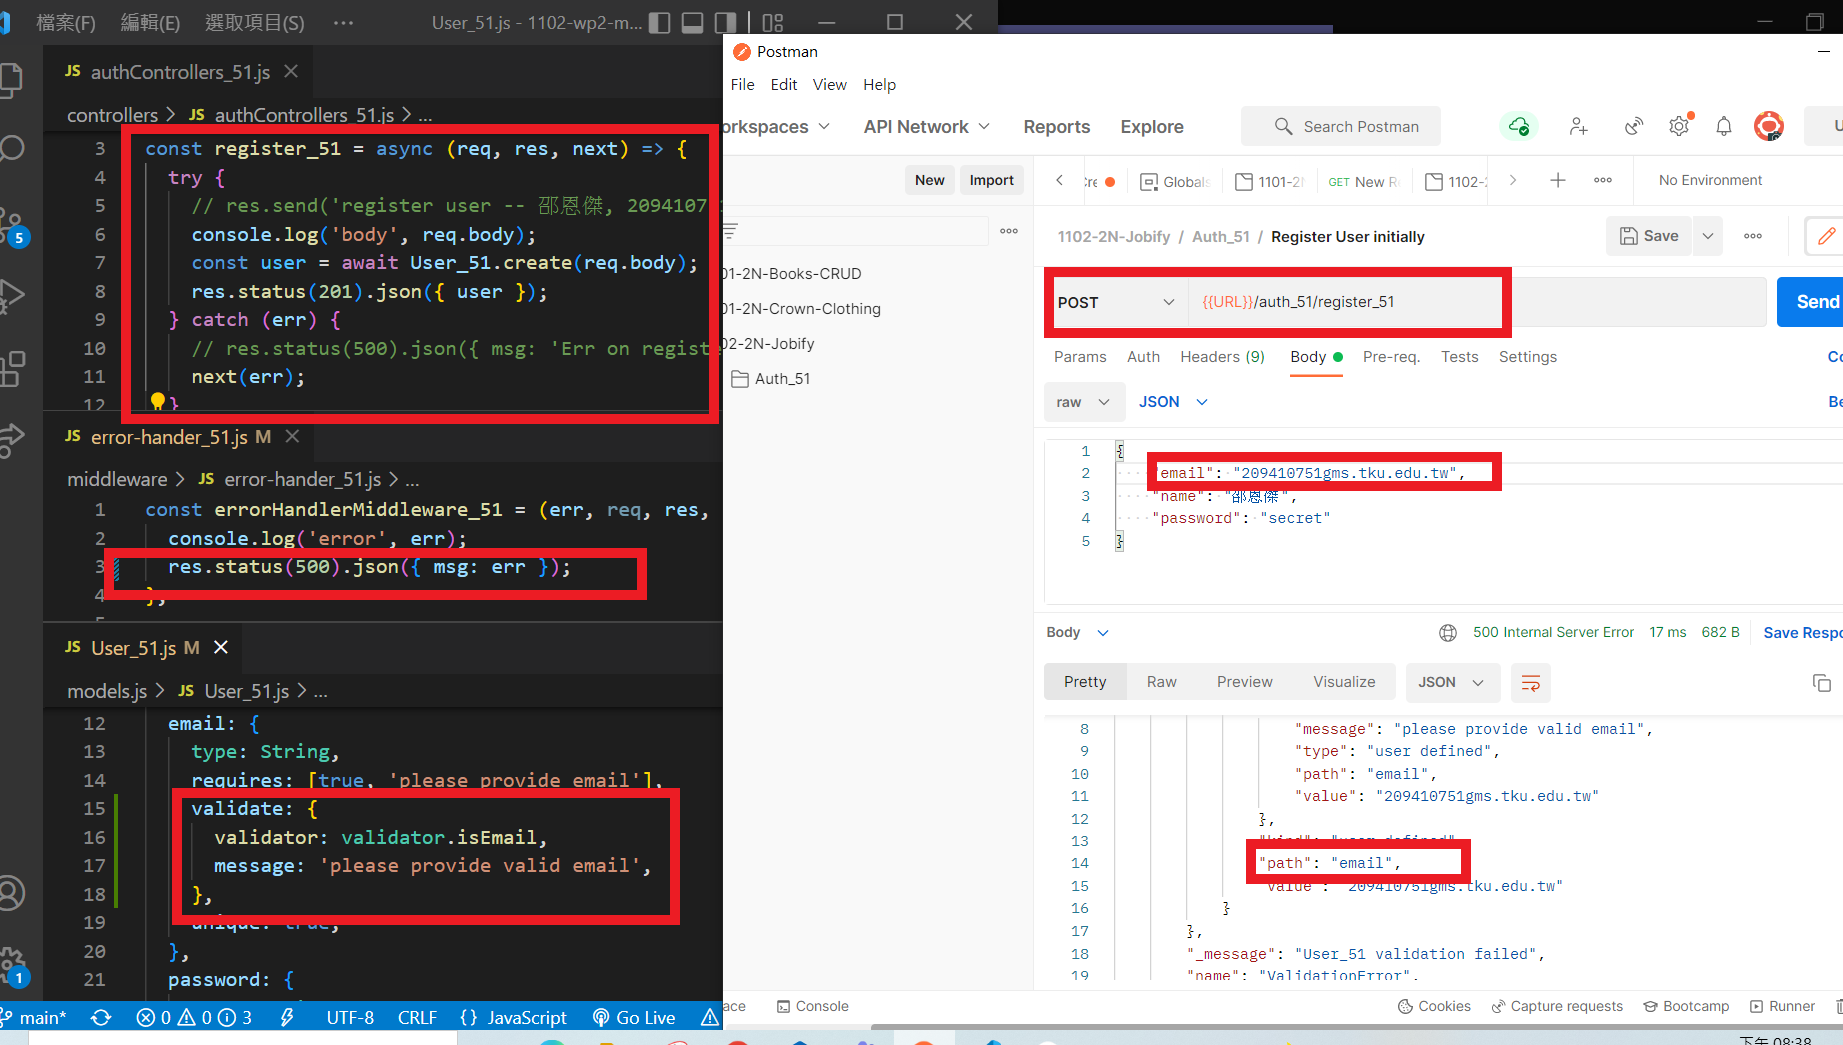 檔案(F) 編輯(E) 選取項目(S) ··· User_51.js - 1102-wp2-m...
JS authControllers_51.js
controllers > JS authControllers_51.js > ...
3 const register_51 = async (req, res, next) => {
4 try {
5 // res.send('register user -- 邵恩傑, 2094107
6 console.log('body', req.body);
7 const user = await User_51.create(req.body);
8 res.status(201).json({ user });
9 } catch (err) {
10 // res.status(500).json({ msg: 'Err on regist
11 next(err);
12 }
JS error-hander_51.js M
middleware > JS error-hander_51.js > ...
1 const errorHandlerMiddleware_51 = (err, req, res,
2 console.log('error', err);
3 res.status(500).json({ msg: err });
4 };
5
JS User_51.js M
models.js > JS User_51.js > ...
12 email: {
13 type: String,
14 requires: [true, 'please provide email'],
15 validate: {
16 validator: validator.isEmail,
17 message: 'please provide valid email',
18 },
19 unique: true,
20 },
21 password: {
5
1
main* 0 0 3 UTF-8 CRLF {} JavaScript Go Live
Postman
File Edit View Help
orkspaces API Network Reports Explore Search Postman
New Import
re Globals 1101-2N GET New R 1102-2 + ooo No Environment
1102-2N-Jobify / Auth_51 / Register User initially Save
01-2N-Books-CRUD
01-2N-Crown-Clothing
02-2N-Jobify
Auth_51
POST {{URL}}/auth_51/register_51 Send
Params Auth Headers (9) Body Pre-req. Tests Settings Co
raw JSON Be
1 {
2 "email": "209410751gms.tku.edu.tw",
3 "name": "邵恩傑",
4 "password": "secret"
5 }
Body 500 Internal Server Error 17 ms 682 B Save Respo
Pretty Raw Preview Visualize JSON
8 "message": "please provide valid email",
9 "type": "user defined",
10 "path": "email",
11 "value": "209410751gms.tku.edu.tw"
12 },
13 "kind": "user defined",
14 "path": "email",
15 "value": "209410751gms.tku.edu.tw"
16 }
17 },
18 "_message": "User_51 validation failed",
19 "name": "ValidationError",
ace Console Cookies Capture requests Bootcamp Runner
下午 08:38